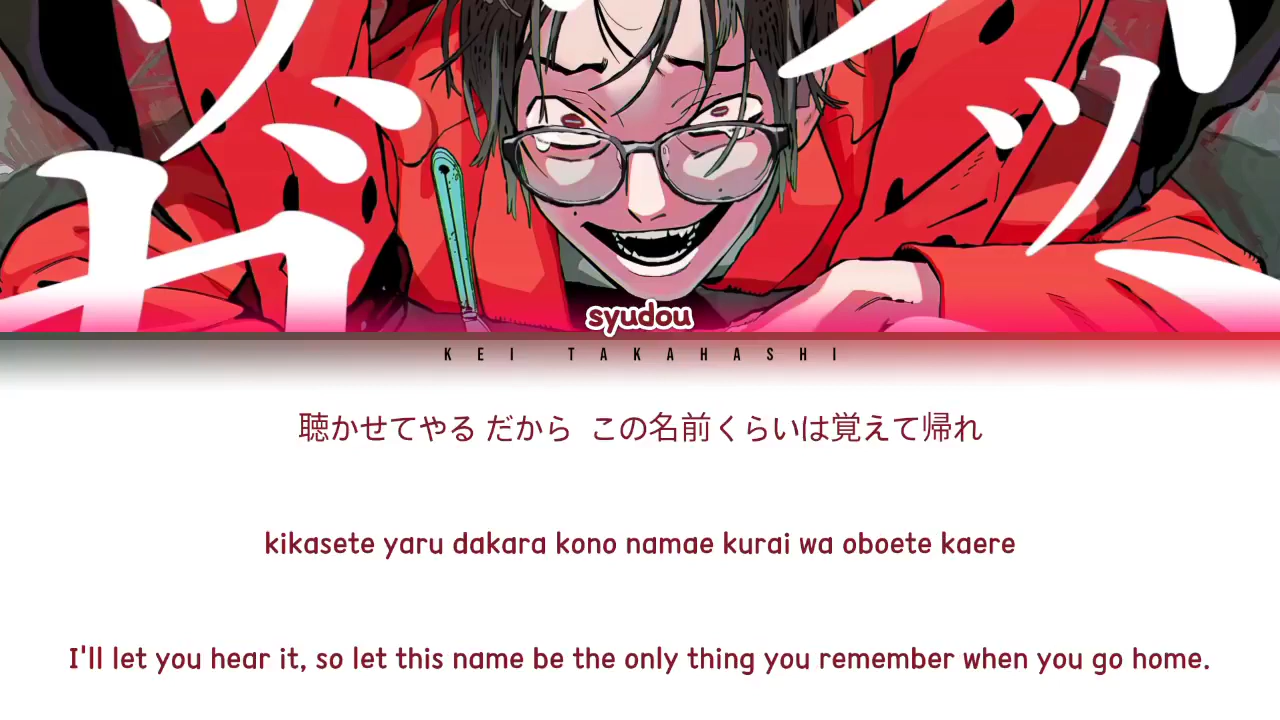 syudou
KEI TAKAHASHI
聴かせてやる だから この名前くらいは覚えて帰れ
kikasete yaru dakara kono namae kurai wa oboete kaere
I'll let you hear it, so let this name be the only thing you remember when you go home.